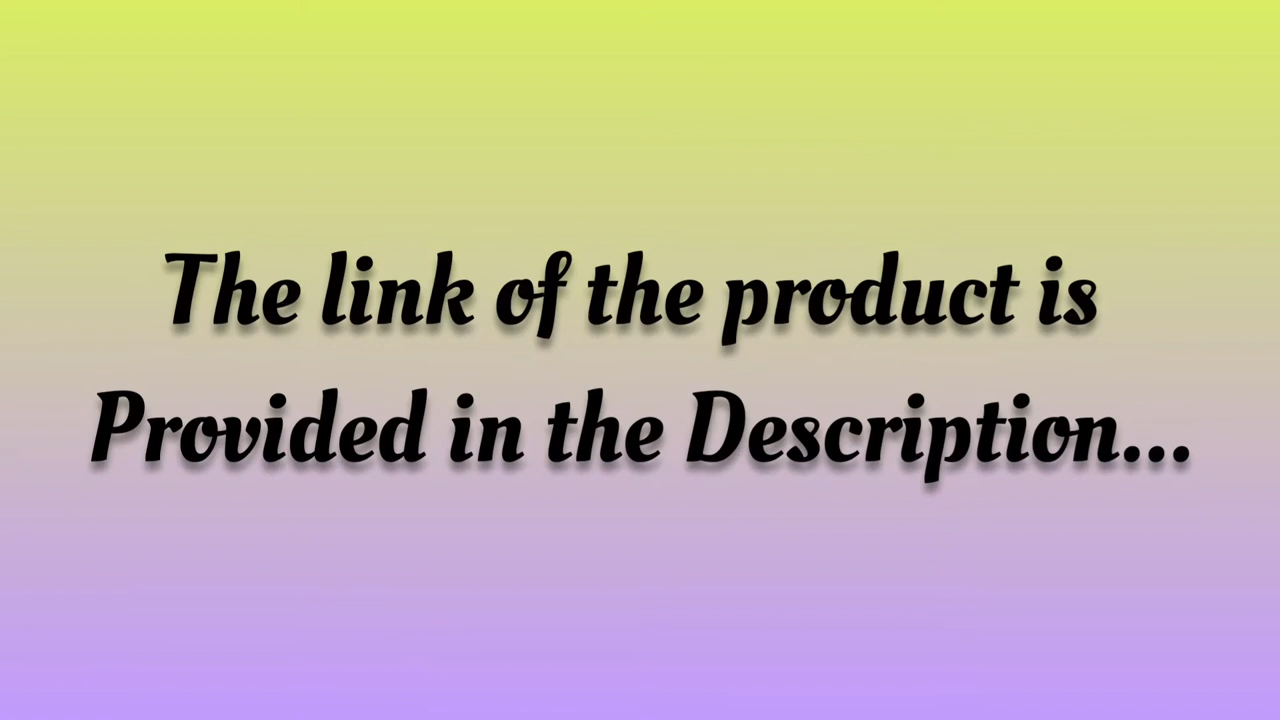 The link of the product is
Provided in the Description...